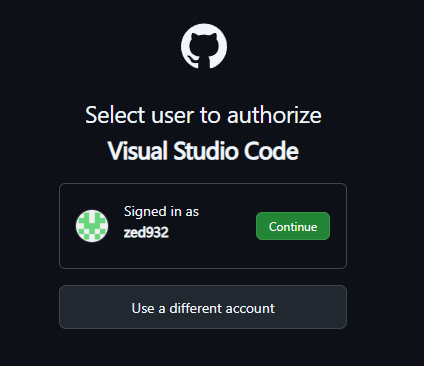 Select user to authorize
Visual Studio Code
Signed in as
zed932
Continue
Use a different account